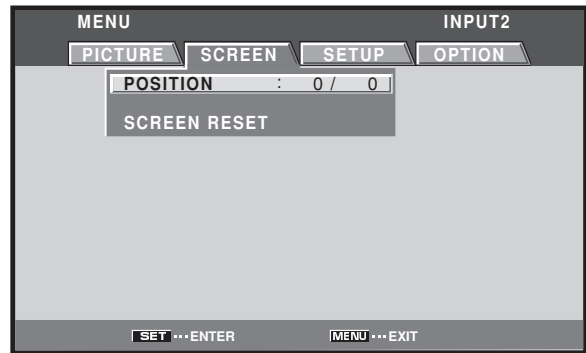 MENU INPUT2
PICTURE SCREEN SETUP OPTION
POSITION : 0 / 0
SCREEN RESET
SET ···ENTER MENU ···EXIT